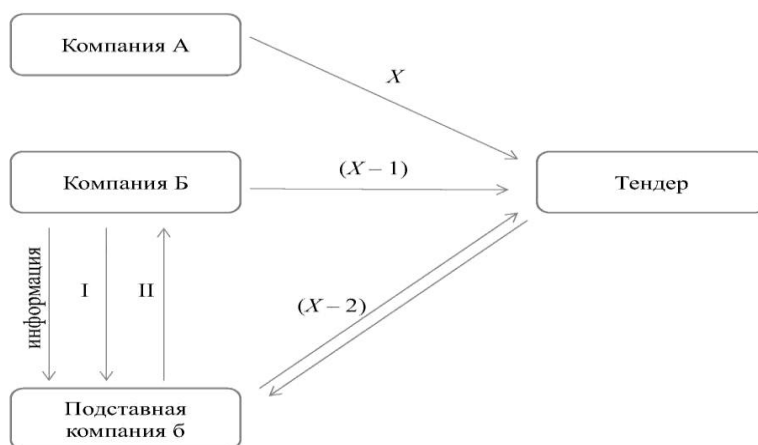 Компания А
X
Компания Б
(X – 1)
Тендер
информация
I
II
(X – 2)
Подставная
компания б